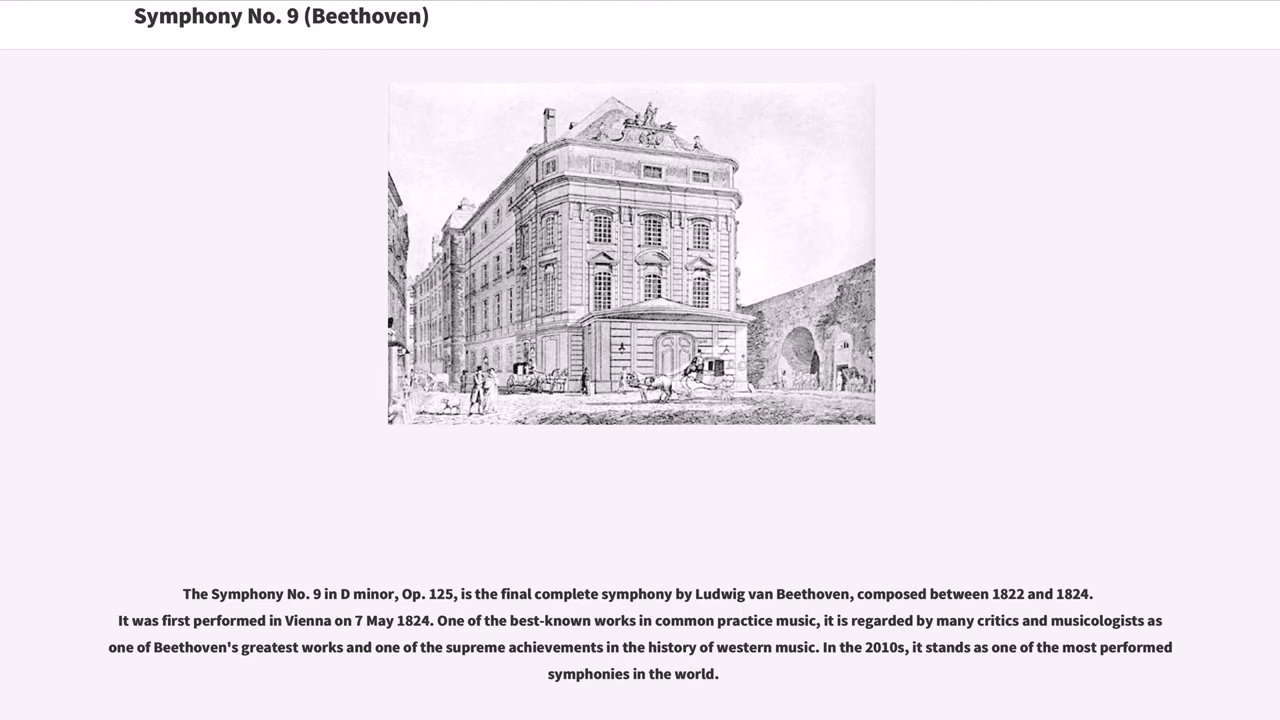 Symphony No. 9 (Beethoven)
The Symphony No. 9 in D minor, Op. 125, is the final complete symphony by Ludwig van Beethoven, composed between 1822 and 1824.
It was first performed in Vienna on 7 May 1824. One of the best-known works in common practice music, it is regarded by many critics and musicologists as
one of Beethoven's greatest works and one of the supreme achievements in the history of western music. In the 2010s, it stands as one of the most performed
symphonies in the world.